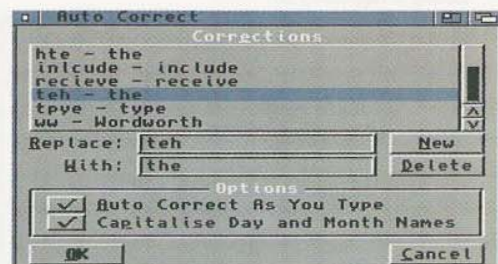 Auto Correct
Corrections
hte - the
inlcude - include
recieve - receive
teh - the
tpye - type
ww - Wordworth
Replace: teh New
With: the Delete
Options
Auto Correct As You Type
Capitalise Day and Month Names
OK Cancel